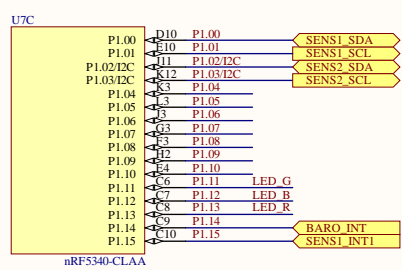 U7C
P1.00 D10 P1.00 SENS1_SDA
P1.01 E10 P1.01 SENS1_SCL
P1.02/I2C J11 P1.02/I2C SENS2_SDA
P1.03/I2C K12 P1.03/I2C SENS2_SCL
P1.04 K3 P1.04
P1.05 L3 P1.05
P1.06 J3 P1.06
P1.07 G3 P1.07
P1.08 F3 P1.08
P1.09 H2 P1.09
P1.10 E4 P1.10
P1.11 C6 P1.11 LED_G
P1.12 C7 P1.12 LED_B
P1.13 C8 P1.13 LED_R
P1.14 C9 P1.14 BARO_INT
P1.15 C10 P1.15 SENS1_INT1
nRF5340-CLAA